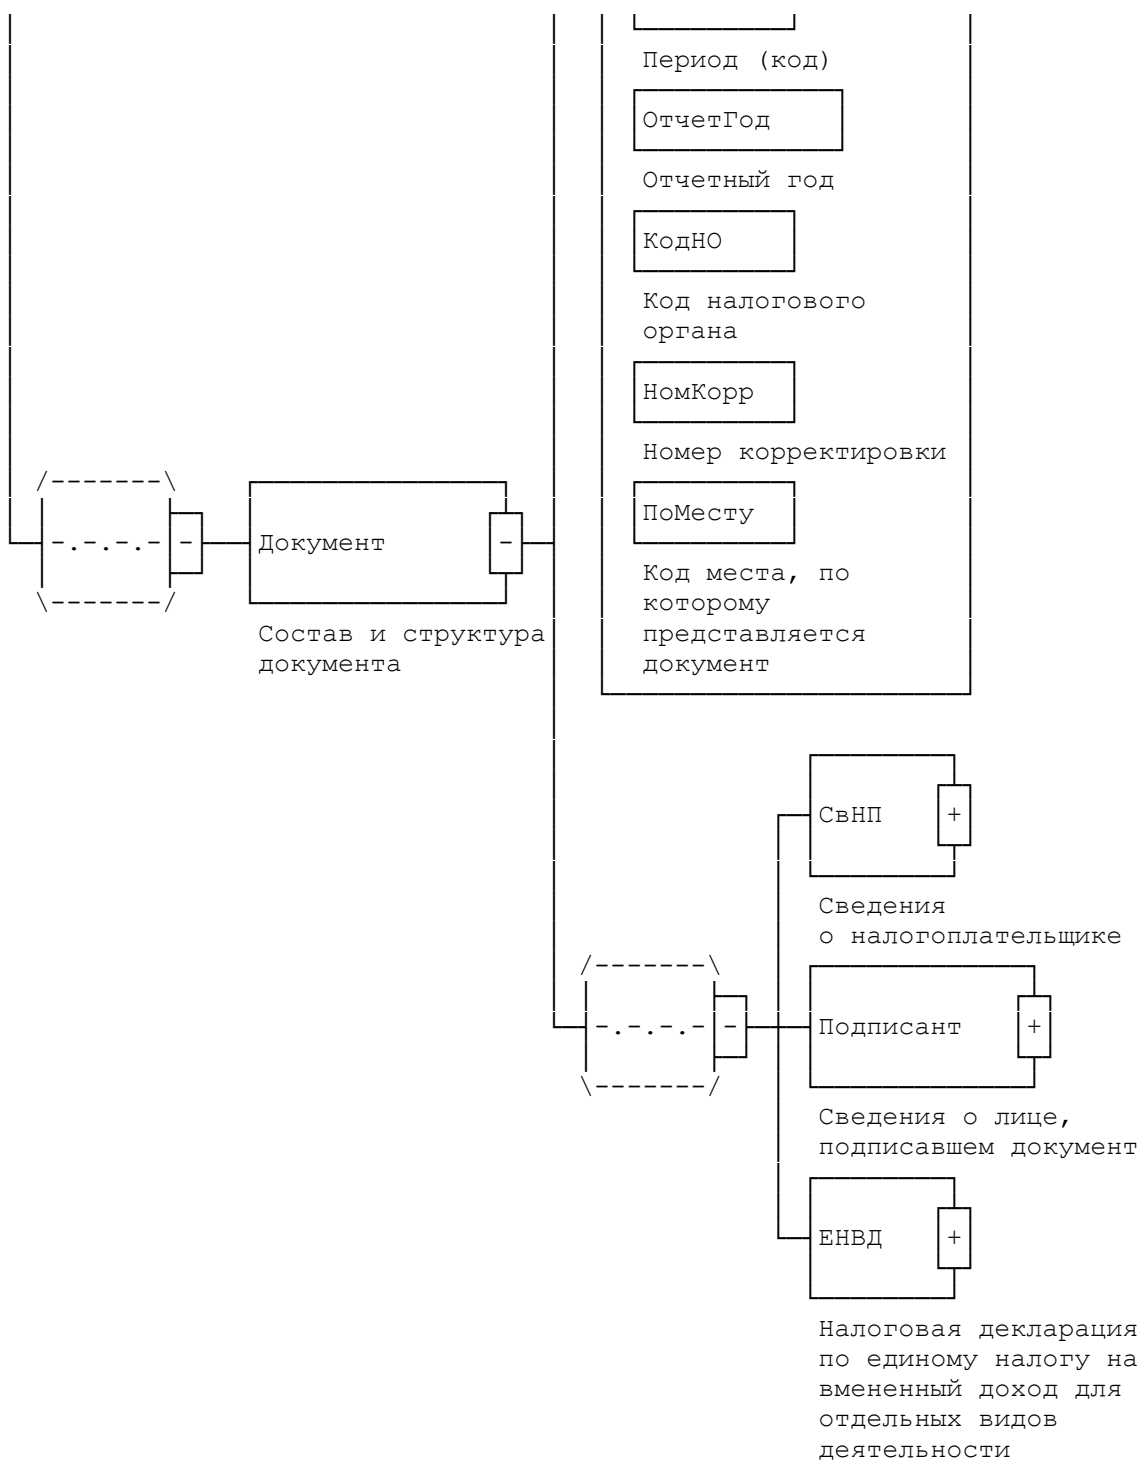 Период (код)
ОтчетГод
Отчетный год
КодНО
Код налогового
органа
НомКорр
Номер корректировки
ПоМесту
-.-.-.- -
Документ -
Код места, по
которому
представляется
документ
Состав и структура
документа
СвНП +
Сведения
о налогоплательщике
-.-.-.- -
Подписант +
Сведения о лице,
подписавшем документ
ЕНВД +
Налоговая декларация
по единому налогу на
вмененный доход для
отдельных видов
деятельности